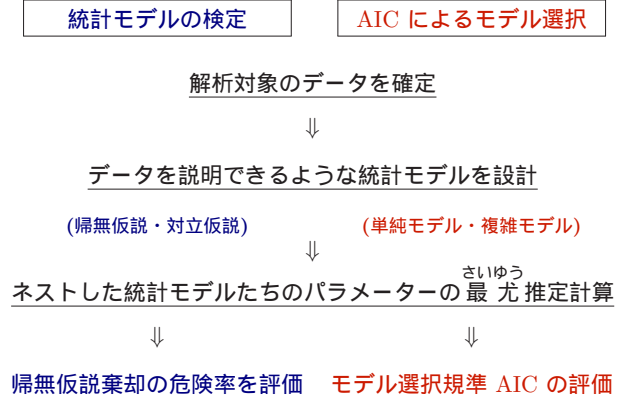 統計モデルの検定 AIC によるモデル選択
解析対象のデータを確定
⇓
データを説明できるような統計モデルを設計
(帰無仮説・対立仮説) (単純モデル・複雑モデル)
⇓
さいゆう
ネストした統計モデルたちのパラメーターの最尤推定計算
⇓ ⇓
帰無仮説棄却の危険率を評価 モデル選択規準 AIC の評価